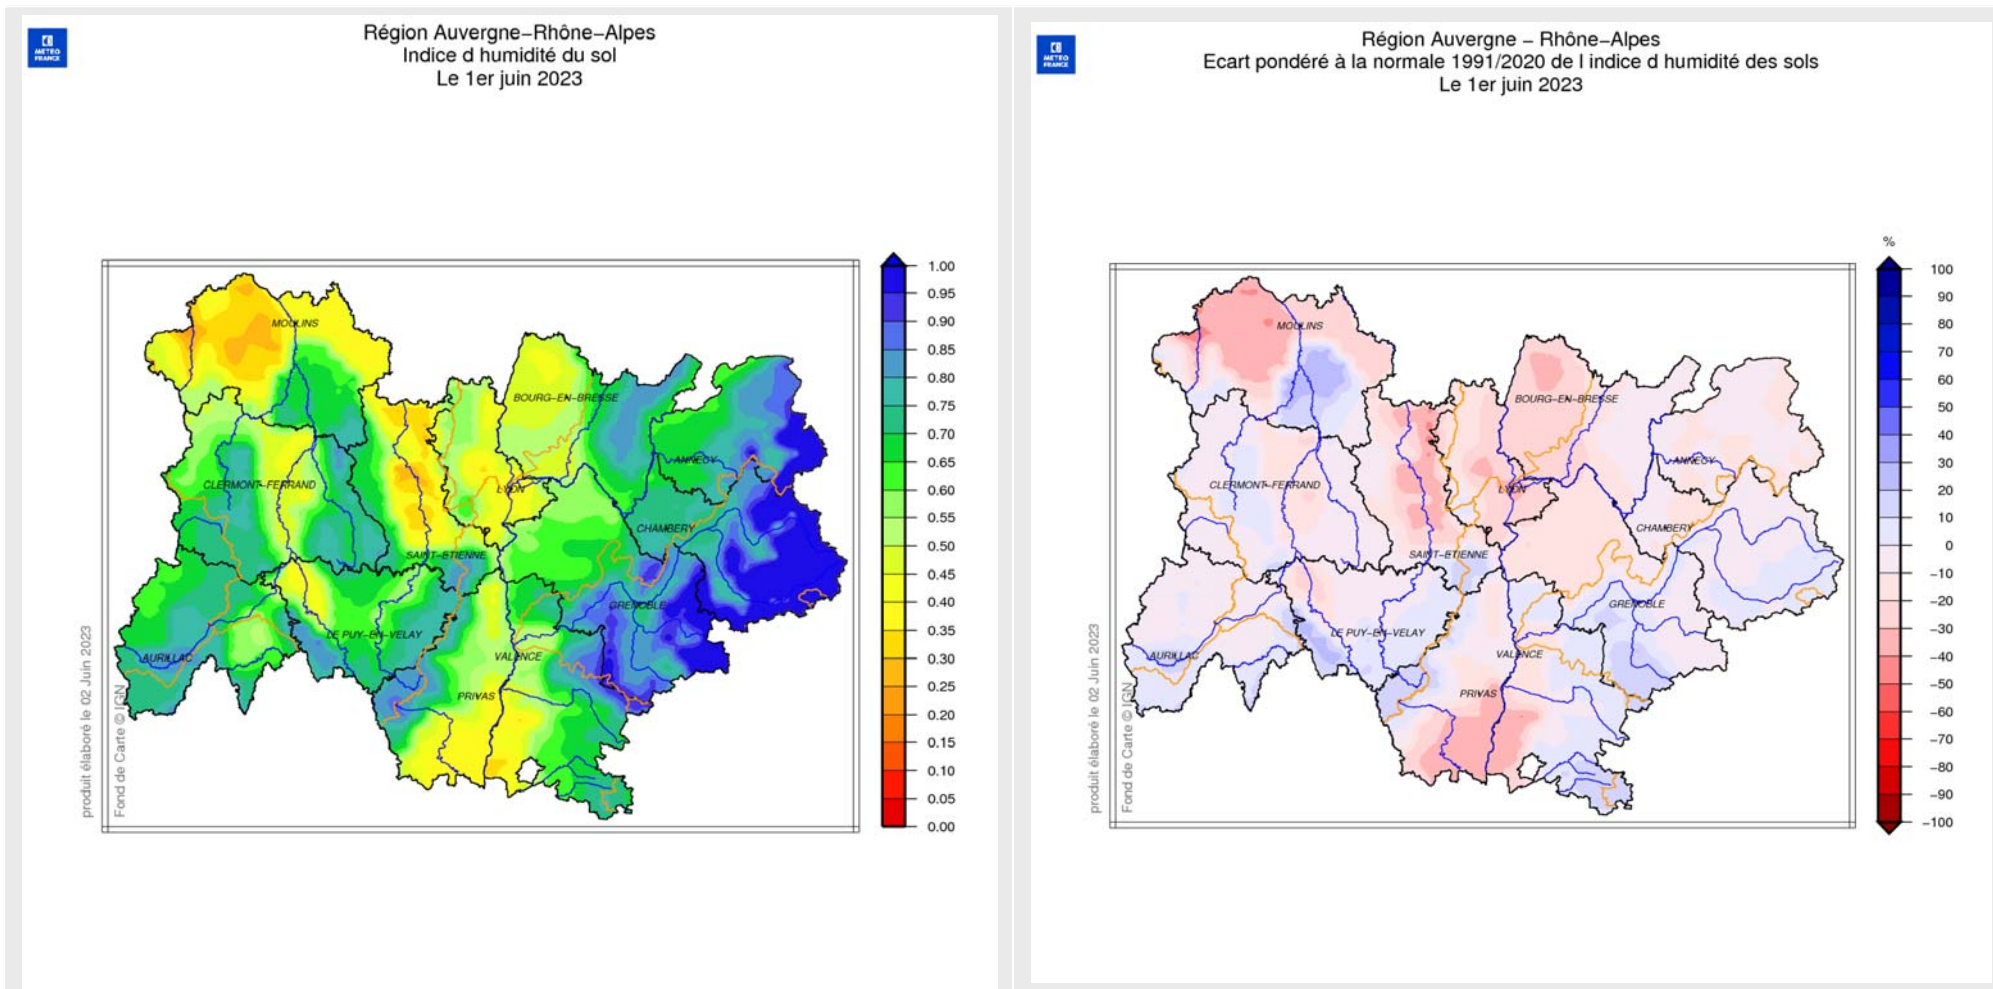 METEO
FRANCE
Région Auvergne−Rhône−Alpes
Indice d humidité du sol
Le 1er juin 2023
MOULINS
BOURG−EN−BRESSE
ANNECY
CLERMONT−FERRAND
LYON
CHAMBERY
SAINT−ETIENNE
GRENOBLE
LE PUY−EN−VELAY
AURILLAC
VALENCE
PRIVAS
1.00
0.95
0.90
0.85
0.80
0.75
0.70
0.65
0.60
0.55
0.50
0.45
0.40
0.35
0.30
0.25
0.20
0.15
0.10
0.05
0.00
produit élaboré le 02 Juin 2023
Fond de Carte © IGN
METEO
FRANCE
Région Auvergne − Rhône−Alpes
Ecart pondéré à la normale 1991/2020 de l indice d humidité des sols
Le 1er juin 2023
MOULINS
BOURG−EN−BRESSE
ANNECY
CLERMONT−FERRAND
LYON
CHAMBERY
SAINT−ETIENNE
GRENOBLE
LE PUY−EN−VELAY
AURILLAC
VALENCE
PRIVAS
%
100
90
80
70
60
50
40
30
20
10
0
−10
−20
−30
−40
−50
−60
−70
−80
−90
−100
produit élaboré le 02 Juin 2023
Fond de Carte © IGN